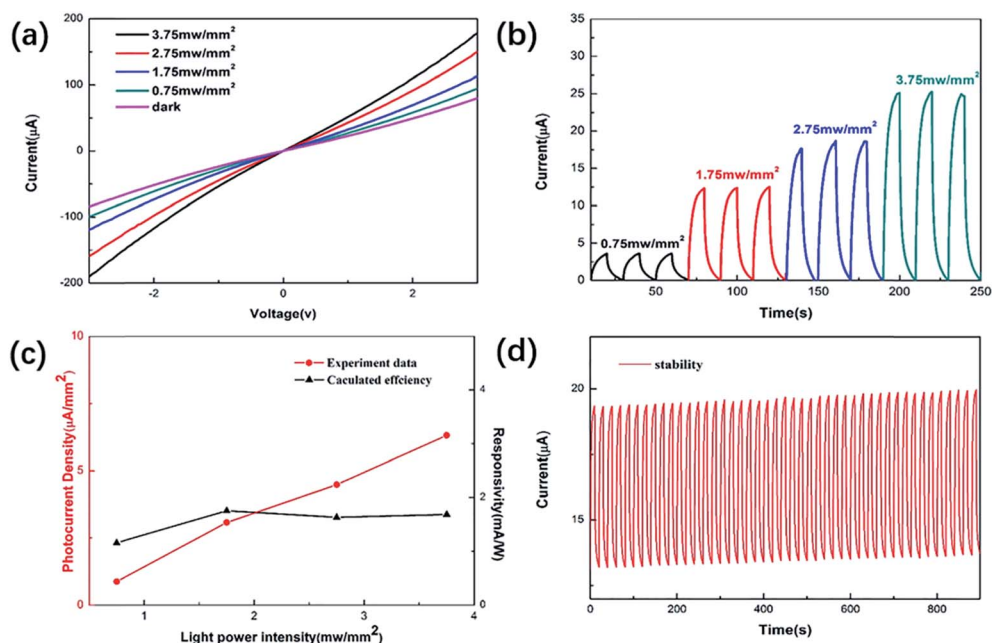 (a)
3.75mw/mm²
2.75mw/mm²
1.75mw/mm²
0.75mw/mm²
dark
200
100
0
-100
-200
Current(μA)
-2
0
2
Voltage(v)
(b)
0.75mw/mm²
1.75mw/mm²
2.75mw/mm²
3.75mw/mm²
35
30
25
20
15
10
5
0
Current(μA)
50
100
150
200
250
Time(s)
(c)
Experiment data
Caculated effciency
10
5
0
Photocurrent Density(μA/mm²)
4
2
0
Responsivity(mA/W)
1
2
3
4
Light power intensity(mw/mm²)
(d)
stability
20
15
Current(μA)
0
200
400
600
800
Time(s)